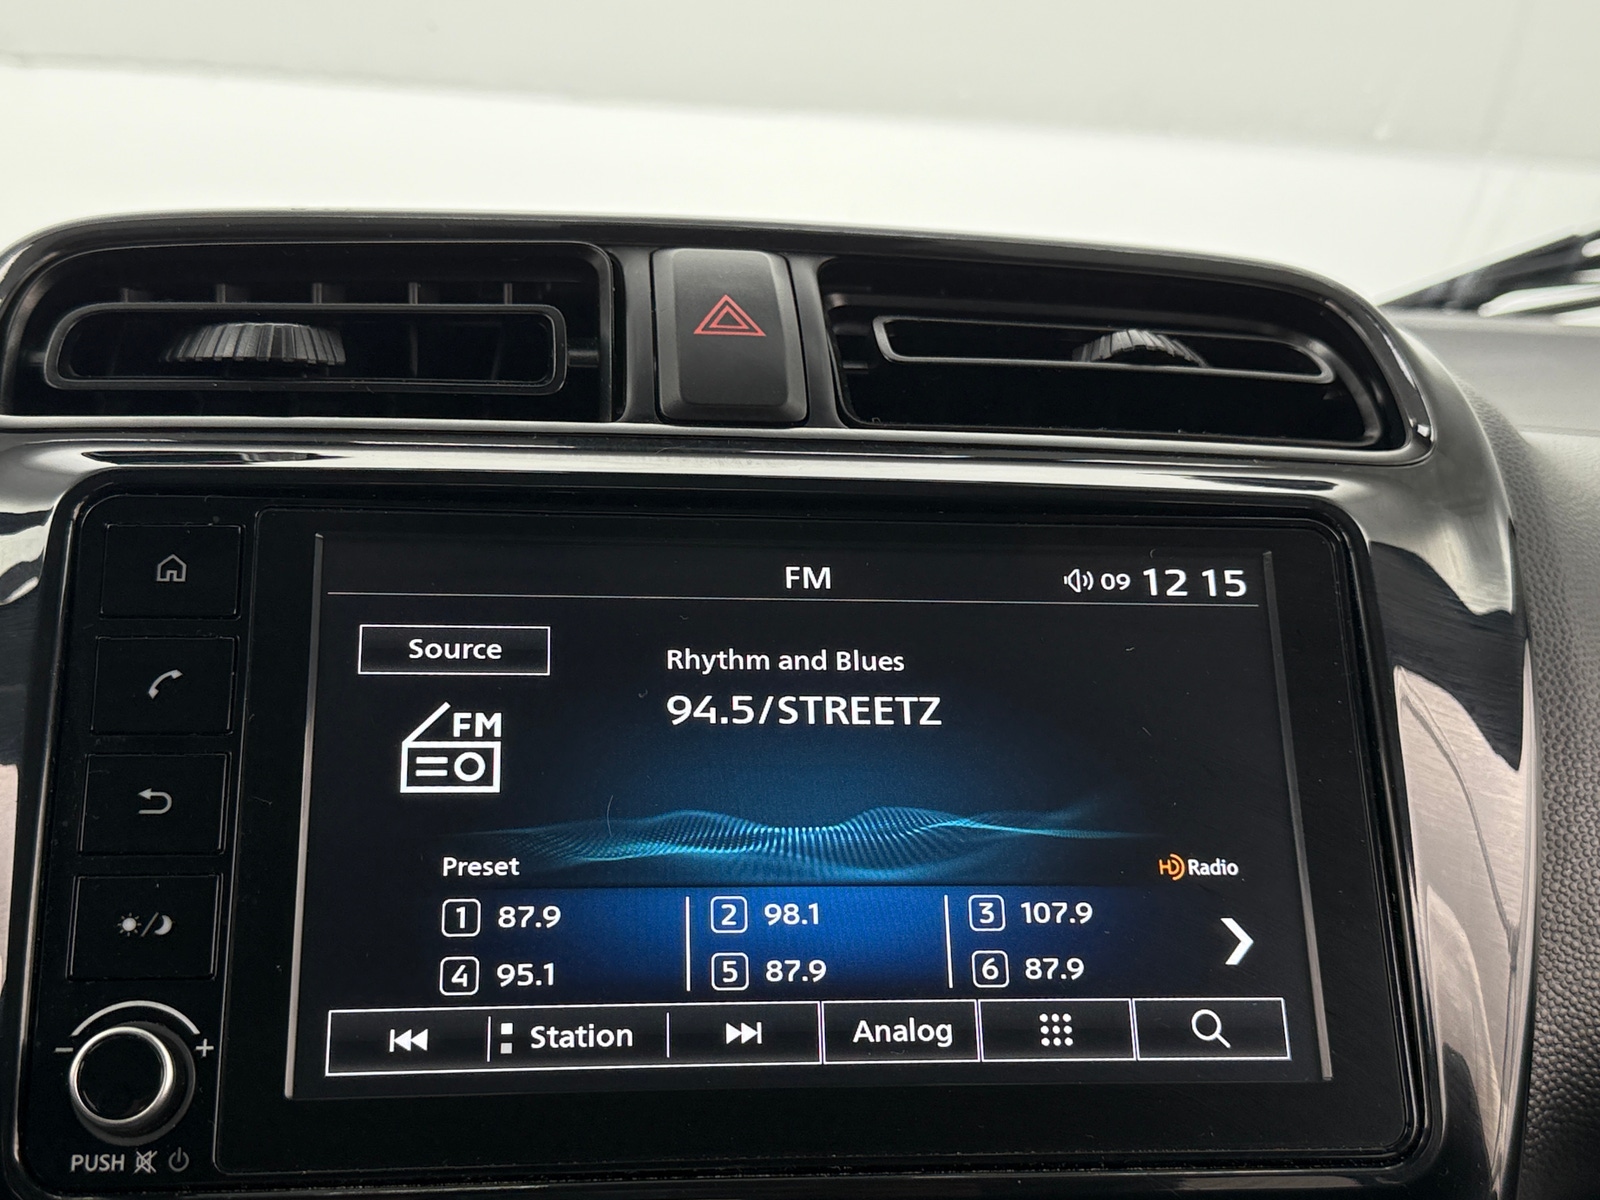 FM
09 12 15
Source
Rhythm and Blues
94.5/STREETZ
FM
Preset
HD Radio
1 87.9 2 98.1 3 107.9
4 95.1 5 87.9 6 87.9
Station Analog
- +
PUSH